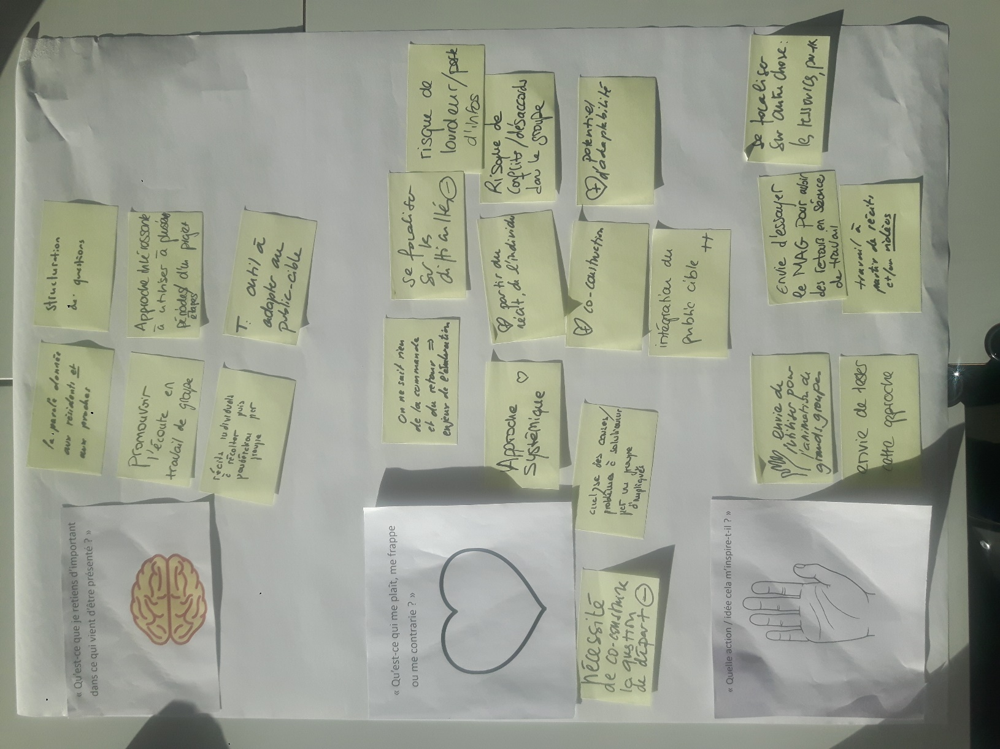 « Qu'est-ce que je retiens d'important
dans ce qui vient d'être présenté ? »
la parole donnée
aux résidents et
aux proches
Structuration
de questions
Promouvoir
l'écoute en
travail de groupe
Approche intéressante
à utiliser à plusieurs
périodes d'un projet
étapes
récits individuels
à récolter puis
pondération par
groupe
T: outil à
adapter au
public-cible
« Qu'est-ce qui me plaît, me frappe
ou me contrarie ? »
On ne sait rien
de la commande
et du retour ⇒
enjeu de l'évaluation
se focaliser
sur les
difficultés ⊖
risque de
lourdeur/perte
d'infos
Approche ♡
Systémique
♡ partir du
récit, de l'individu
Risque de
Conflits/désaccords
dans le groupe
analyse des causes/
problèmes à solutionner
par un groupe
d'impliqués
♡ co-construction
♡ potentiel
d'adaptabilité
intégration du
public cible ++
Nécessité
de co-construire
la question
de départ ⊖
« Quelle action / idée cela m'inspire-t-il ? »
envie de
l'utiliser pour
l'animation de
grands groupes
Envie d'essayer
le MAG pour avoir
des retours en séance
de travail
Se focaliser
sur autre chose:
les ressources, par ex
envie de tester
cette approche
travail à
partir de récits
et/ou vidéos